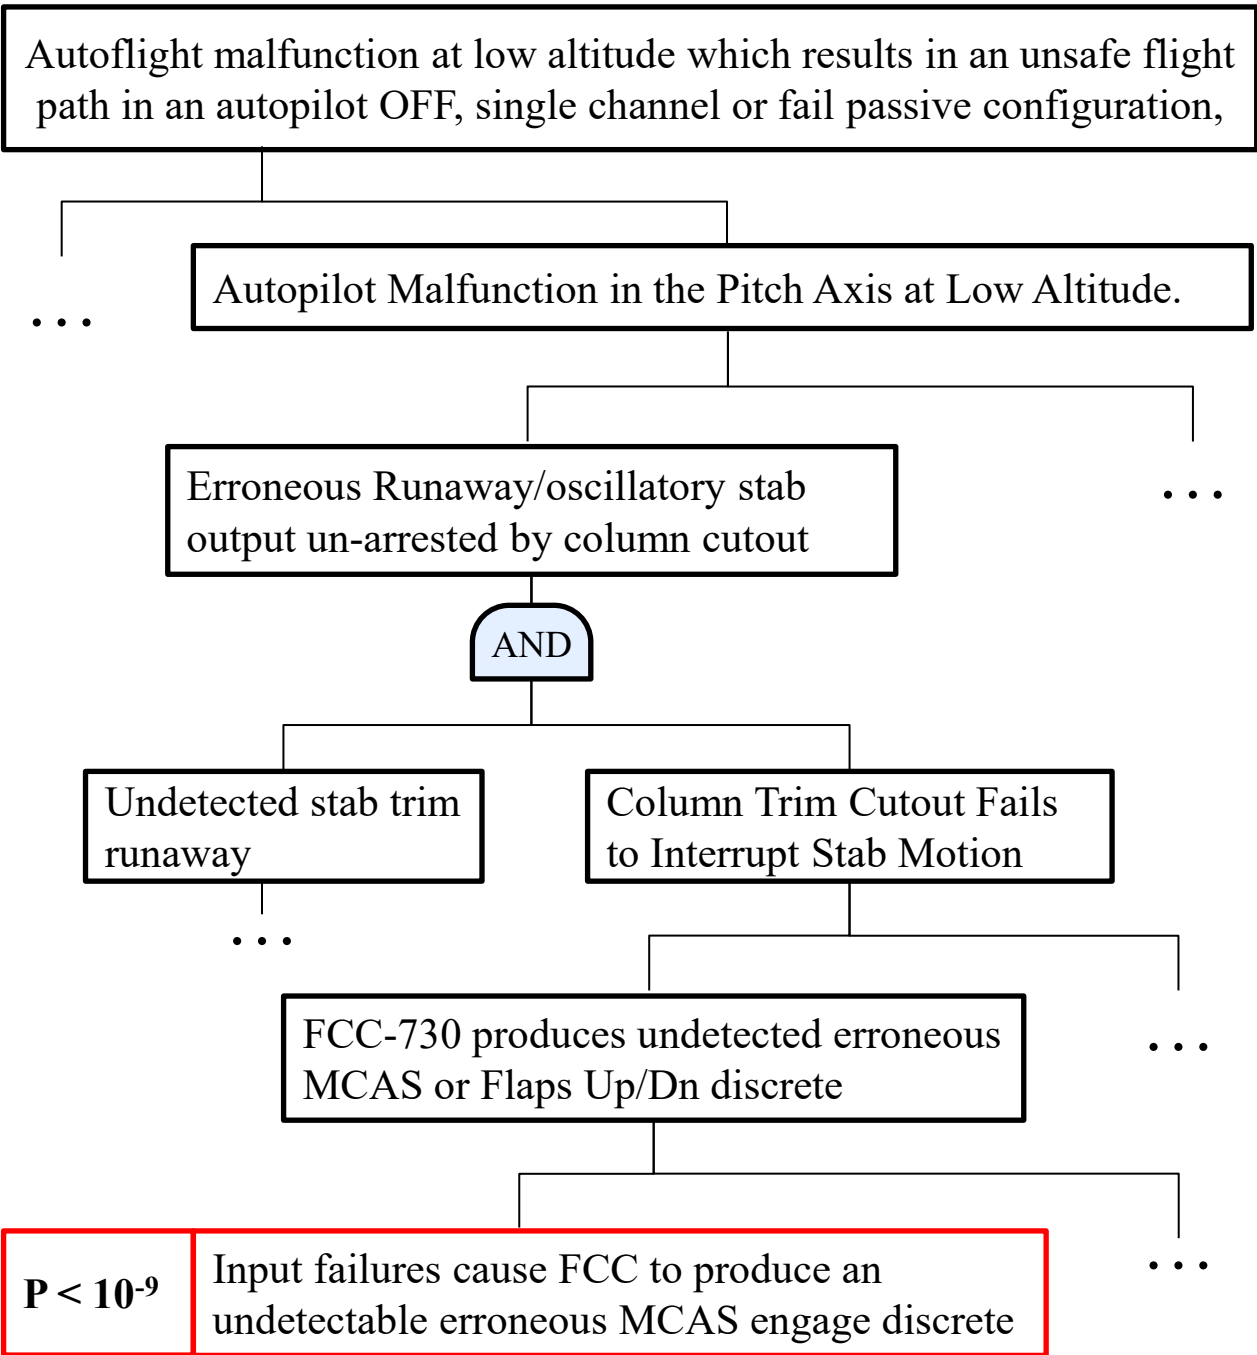 Autoflight malfunction at low altitude which results in an unsafe flight
path in an autopilot OFF, single channel or fail passive configuration,
...
Autopilot Malfunction in the Pitch Axis at Low Altitude.
Erroneous Runaway/oscillatory stab
output un-arrested by column cutout
...
AND
Undetected stab trim
runaway
...
Column Trim Cutout Fails
to Interrupt Stab Motion
FCC-730 produces undetected erroneous
MCAS or Flaps Up/Dn discrete
...
P < 10⁻⁹
Input failures cause FCC to produce an
undetectable erroneous MCAS engage discrete
...